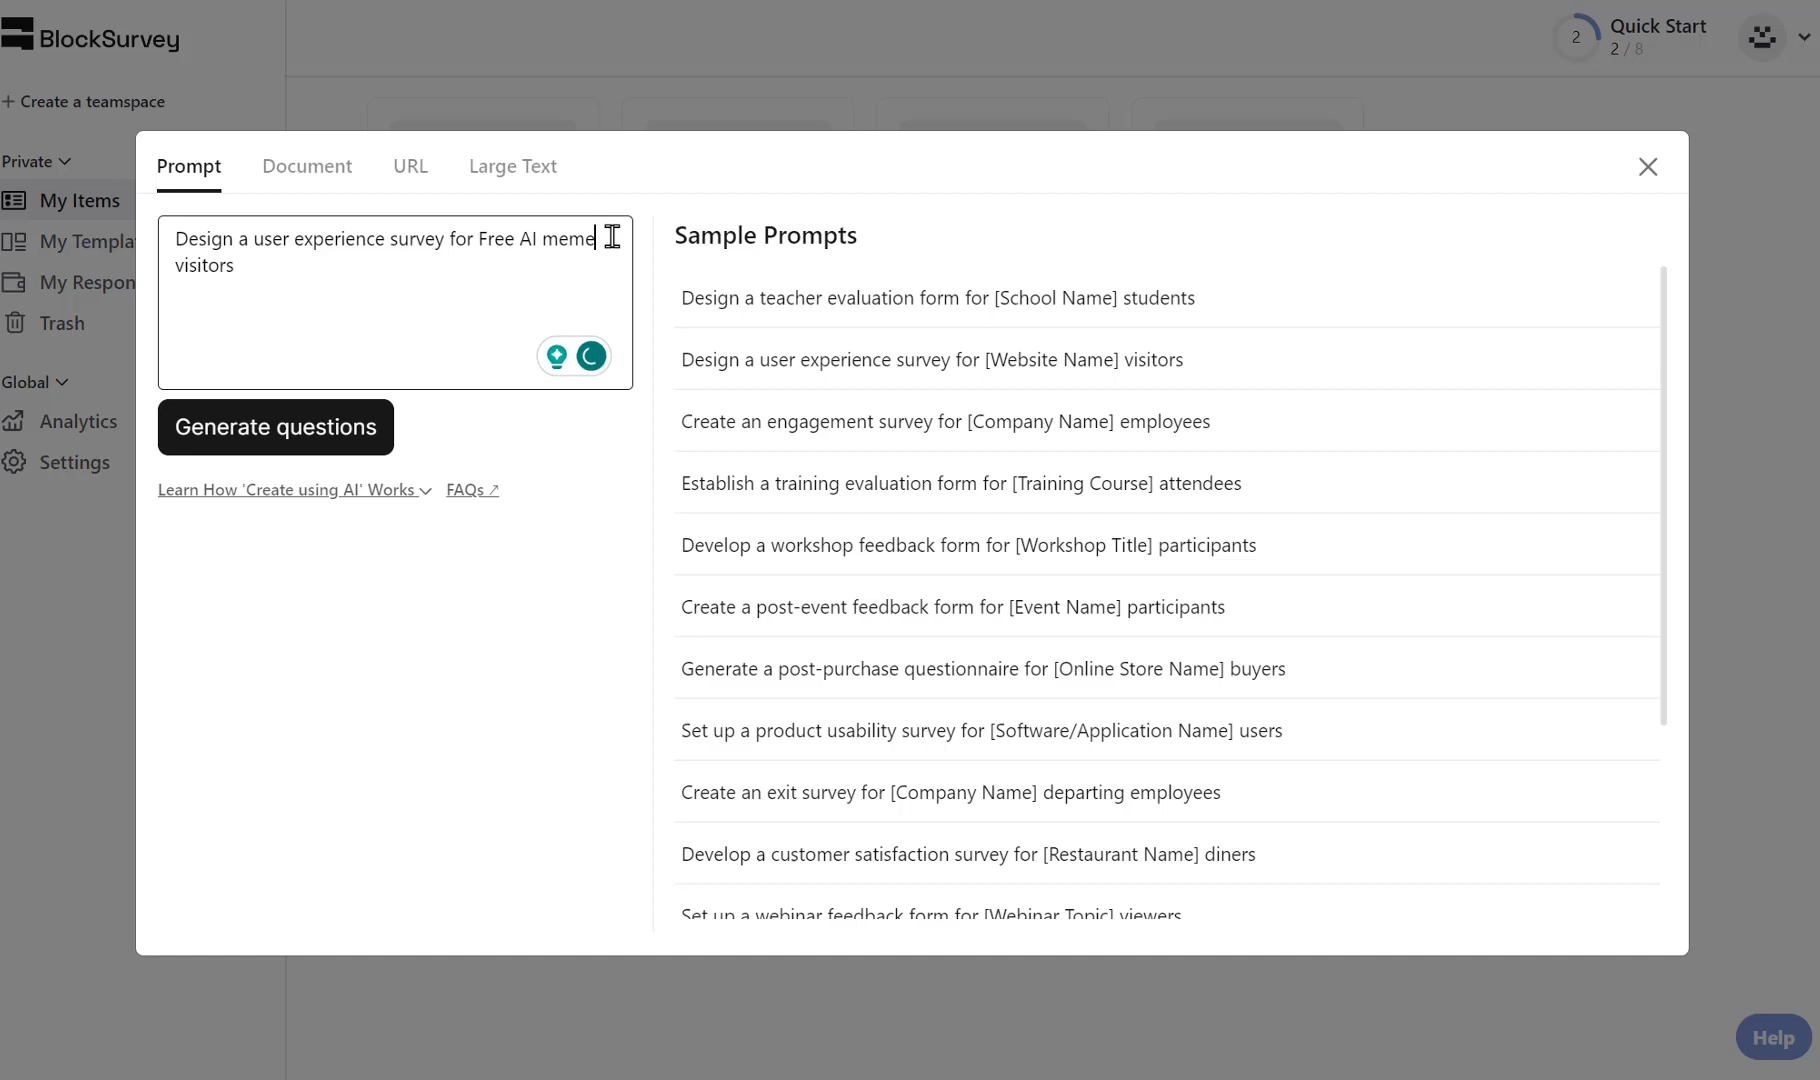 BlockSurvey
2
Quick Start
2 / 8
+ Create a teamspace
Private
My Items
My Templa
My Respon
Trash
Global
Analytics
Settings
Prompt
Document
URL
Large Text
Design a user experience survey for Free AI meme
visitors
Generate questions
Learn How 'Create using AI' Works
FAQs ↗
Sample Prompts
Design a teacher evaluation form for [School Name] students
Design a user experience survey for [Website Name] visitors
Create an engagement survey for [Company Name] employees
Establish a training evaluation form for [Training Course] attendees
Develop a workshop feedback form for [Workshop Title] participants
Create a post-event feedback form for [Event Name] participants
Generate a post-purchase questionnaire for [Online Store Name] buyers
Set up a product usability survey for [Software/Application Name] users
Create an exit survey for [Company Name] departing employees
Develop a customer satisfaction survey for [Restaurant Name] diners
Set up a webinar feedback form for [Webinar Topic] viewers
Help